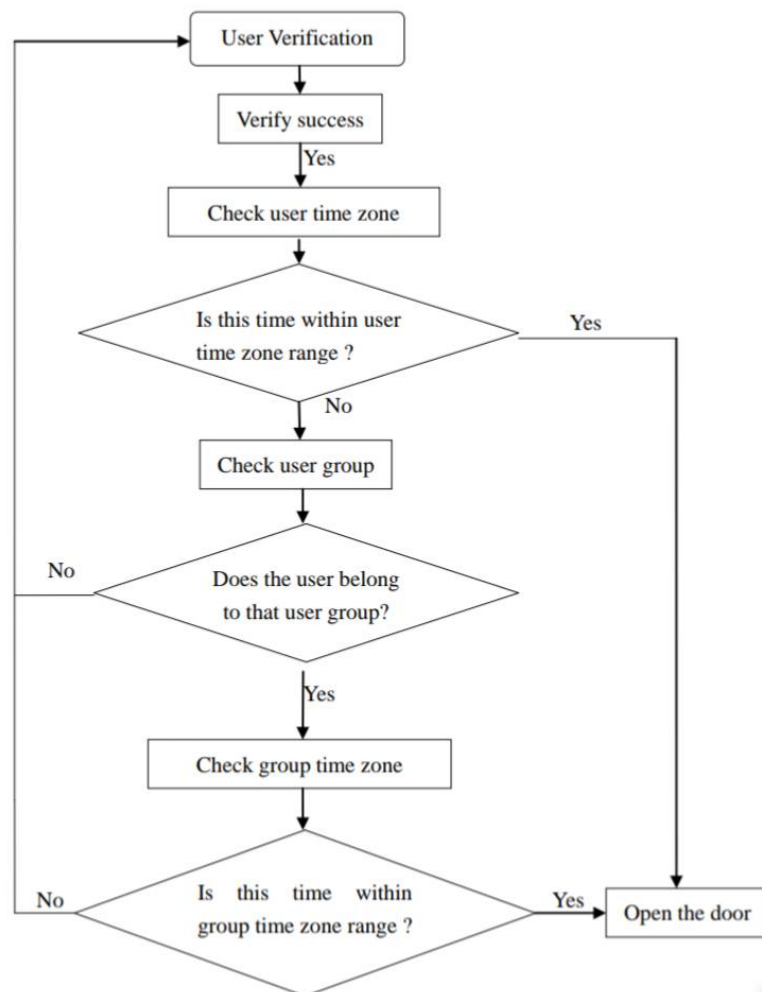 User Verification
Verify success
Yes
Check user time zone
Is this time within user
time zone range ?
Yes
No
Check user group
No
Does the user belong
to that user group?
Yes
Check group time zone
No
Is this time within
group time zone range ?
Yes
Open the door